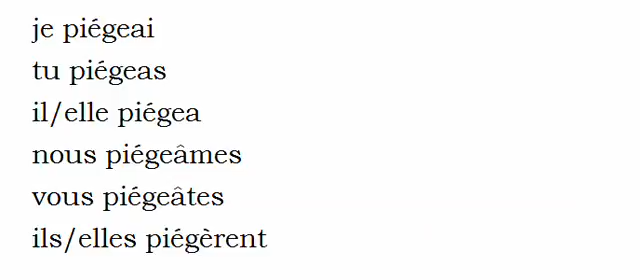 je piégeai
tu piégeas
il/elle piégea
nous piégeâmes
vous piégeâtes
ils/elles piégèrent